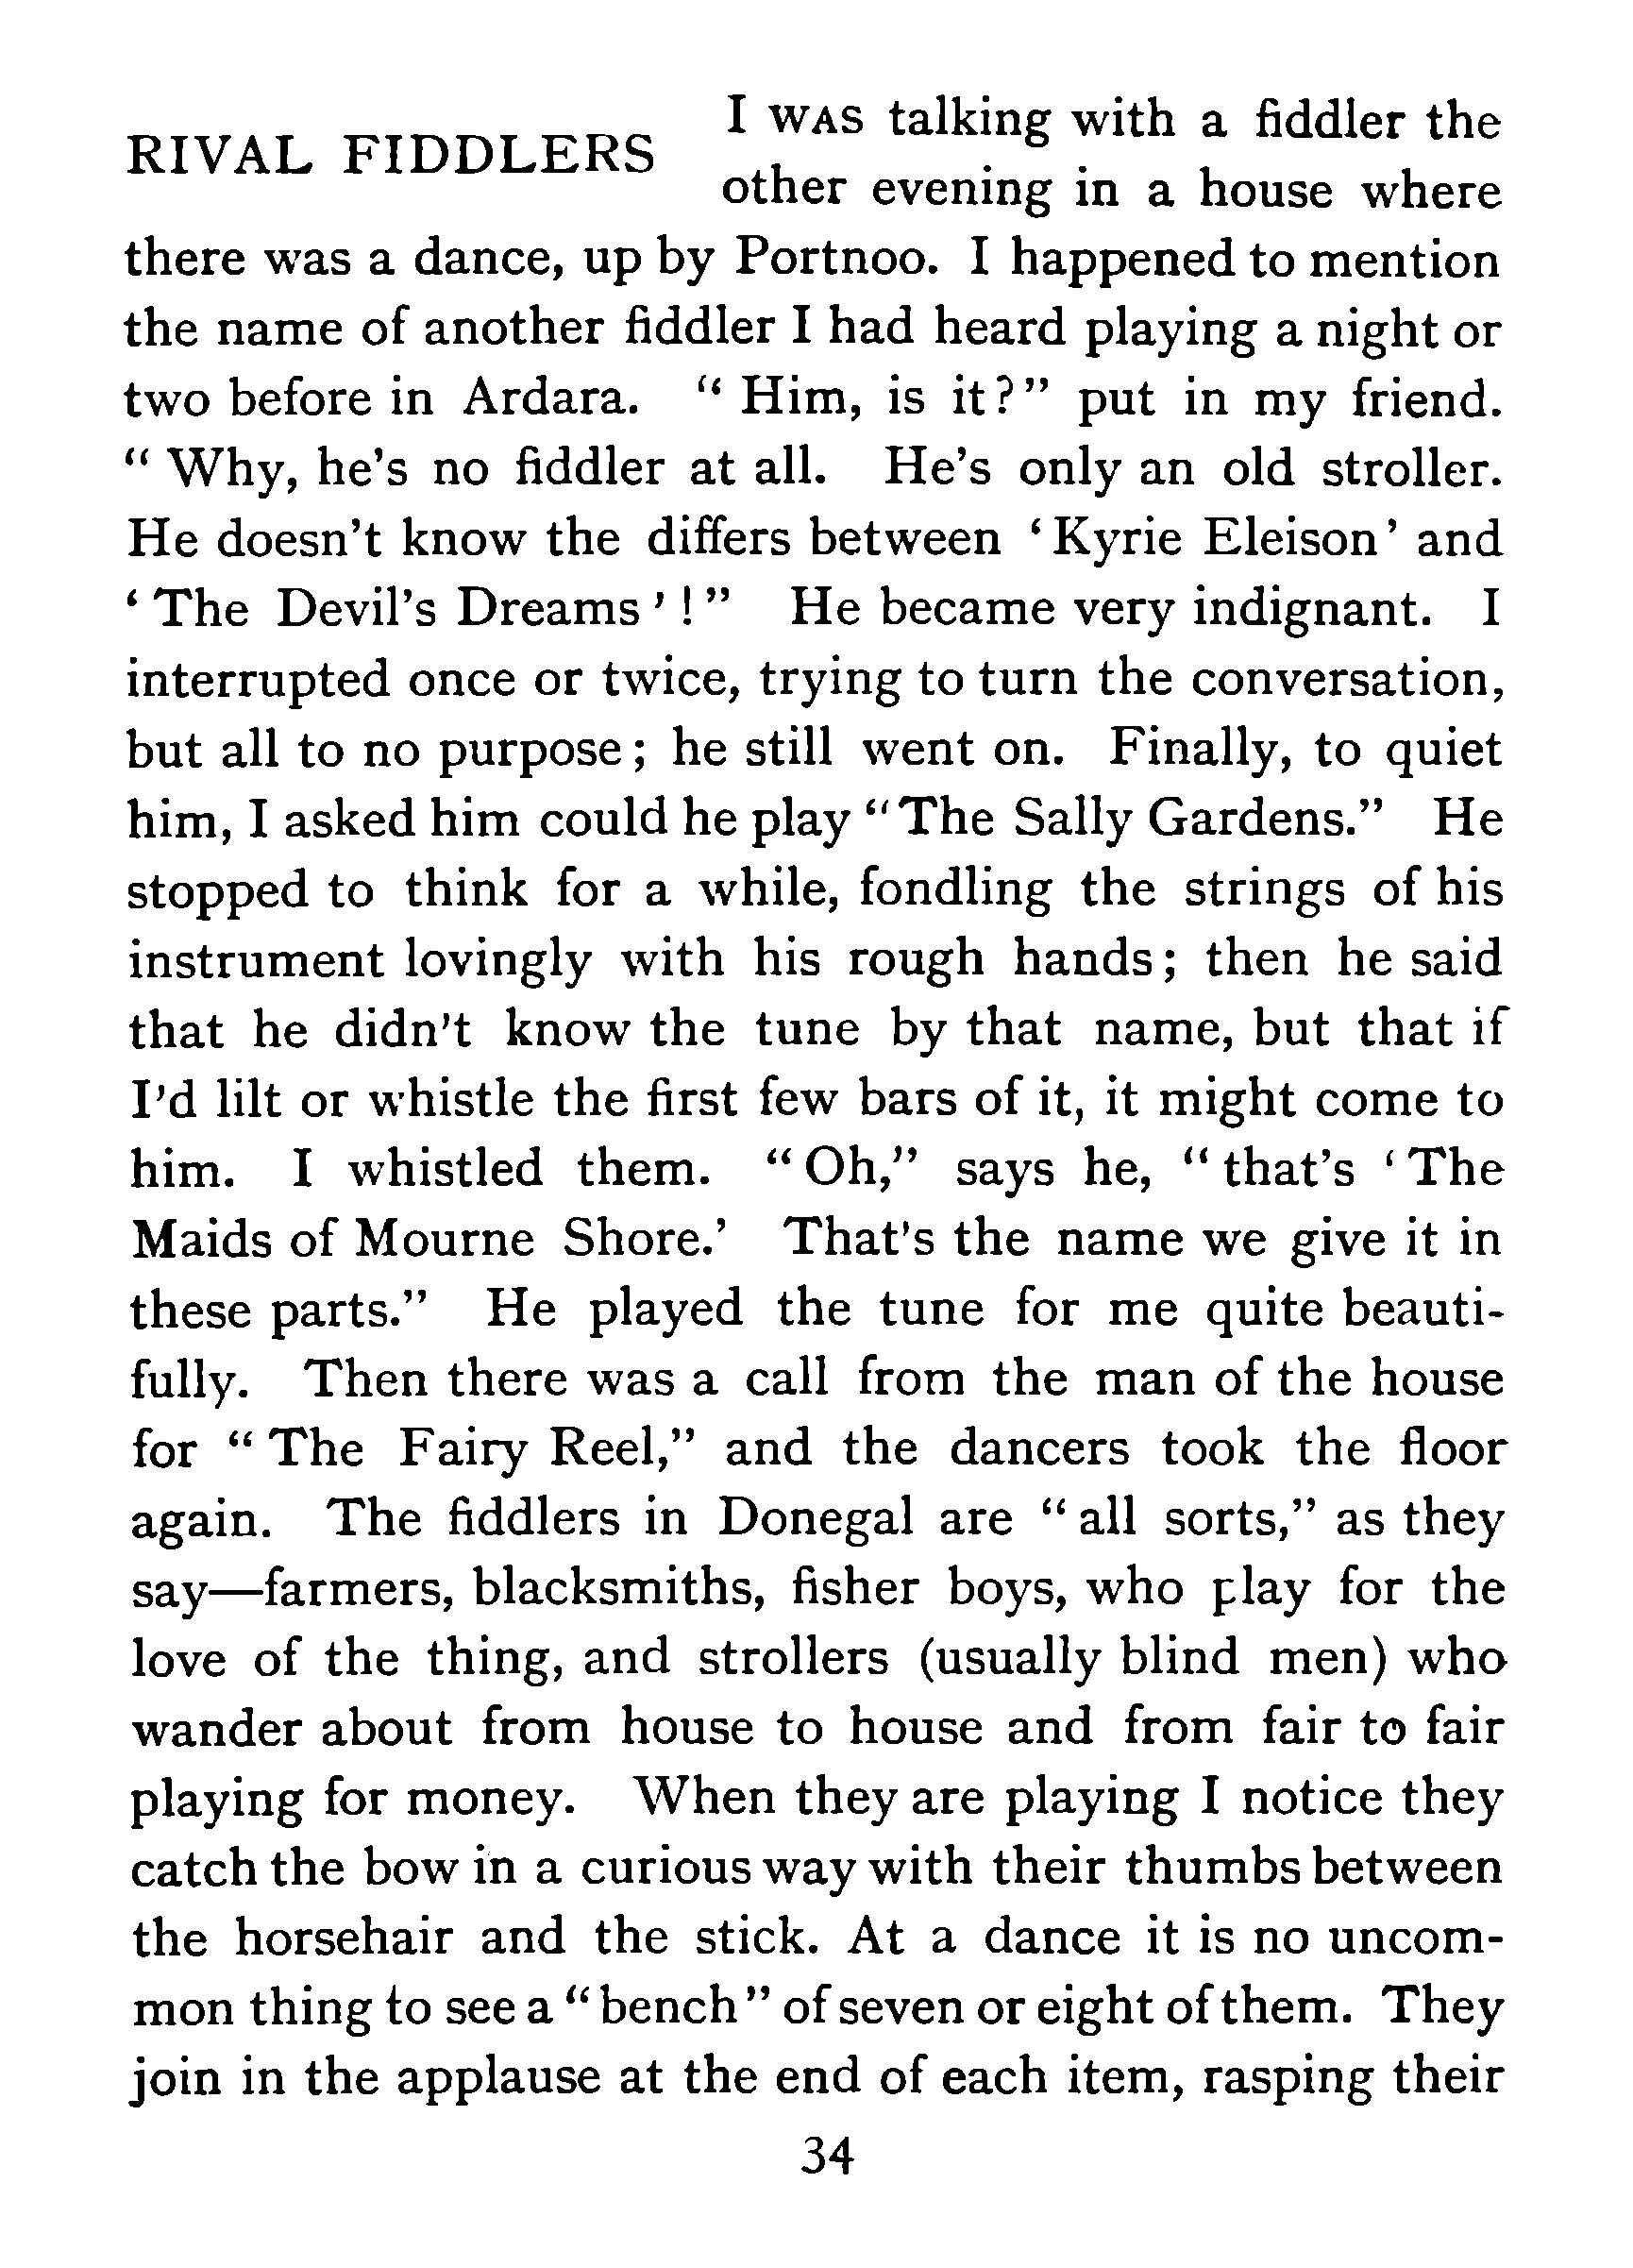 RIVAL FIDDLERS
I WAS talking with a fiddler the
other evening in a house where
there was a dance, up by Portnoo. I happened to mention
the name of another fiddler I had heard playing a night or
two before in Ardara. “ Him, is it ? ” put in my friend.
“ Why, he’s no fiddler at all. He’s only an old stroller.
He doesn’t know the differs between ‘ Kyrie Eleison ’ and
‘ The Devil’s Dreams ’ ! ” He became very indignant. I
interrupted once or twice, trying to turn the conversation,
but all to no purpose ; he still went on. Finally, to quiet
him, I asked him could he play “ The Sally Gardens.” He
stopped to think for a while, fondling the strings of his
instrument lovingly with his rough hands ; then he said
that he didn’t know the tune by that name, but that if
I’d lilt or whistle the first few bars of it, it might come to
him. I whistled them. “ Oh,” says he, “ that’s ‘ The
Maids of Mourne Shore.’ That’s the name we give it in
these parts.” He played the tune for me quite beauti-
fully. Then there was a call from the man of the house
for “ The Fairy Reel,” and the dancers took the floor
again. The fiddlers in Donegal are “ all sorts,” as they
say—farmers, blacksmiths, fisher boys, who play for the
love of the thing, and strollers (usually blind men) who
wander about from house to house and from fair to fair
playing for money. When they are playing I notice they
catch the bow in a curious way with their thumbs between
the horsehair and the stick. At a dance it is no uncom-
mon thing to see a “ bench ” of seven or eight of them. They
join in the applause at the end of each item, rasping their
34